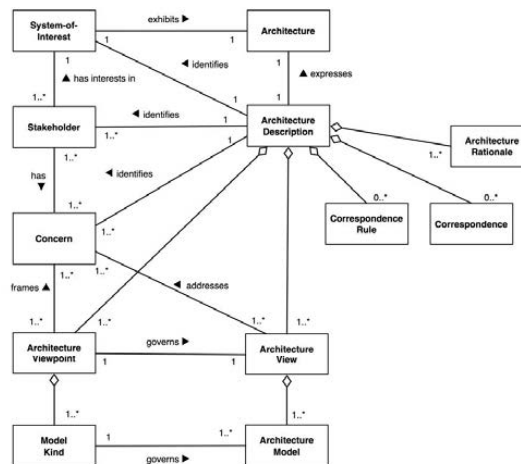 System-of-
Interest
exhibits ►
Architecture
1
1
1
1
1
◄ identifies
▲ expresses
▲ has interests in
1
1
1..*
Stakeholder
◄ identifies
1
1..*
Architecture
Description
1..*
1
Architecture
Rationale
1..*
has
▼
◄ identifies
0..*
0..*
1..*
1..*
Correspondence
Rule
Correspondence
Concern
1..*
1..*
frames ▲
◄ addresses
1..*
1..*
1..*
1..*
Architecture
Viewpoint
governs ►
1
1
Architecture
View
1..*
1..*
Model
Kind
1
1..*
governs ►
Architecture
Model